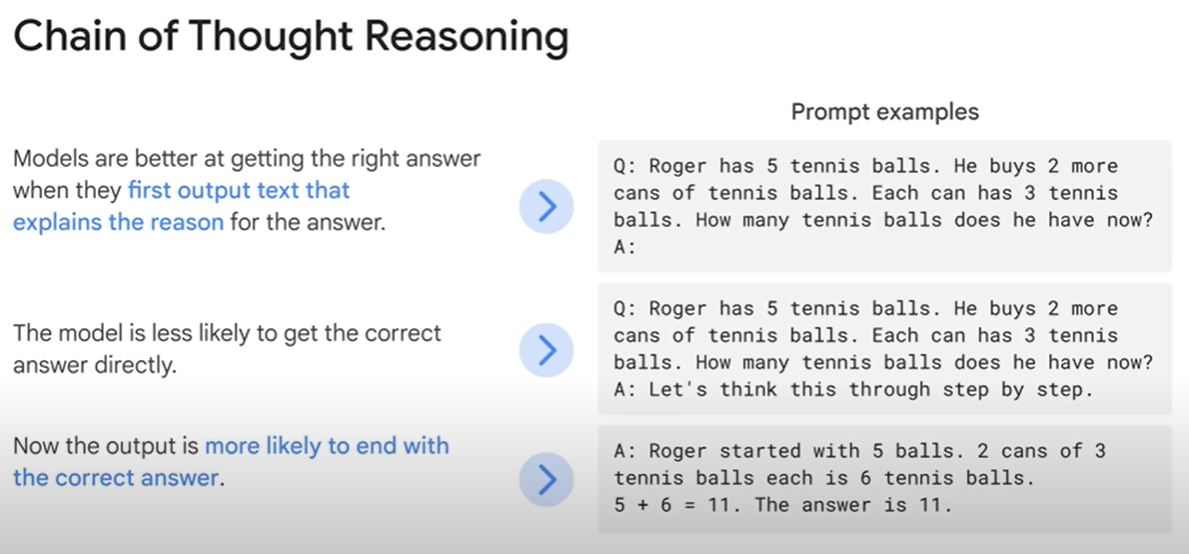 Chain of Thought Reasoning
Prompt examples
Models are better at getting the right answer
when they first output text that
explains the reason for the answer.
Q: Roger has 5 tennis balls. He buys 2 more
cans of tennis balls. Each can has 3 tennis
balls. How many tennis balls does he have now?
A:
The model is less likely to get the correct
answer directly.
Q: Roger has 5 tennis balls. He buys 2 more
cans of tennis balls. Each can has 3 tennis
balls. How many tennis balls does he have now?
A: Let's think this through step by step.
Now the output is more likely to end with
the correct answer.
A: Roger started with 5 balls. 2 cans of 3
tennis balls each is 6 tennis balls.
5 + 6 = 11. The answer is 11.